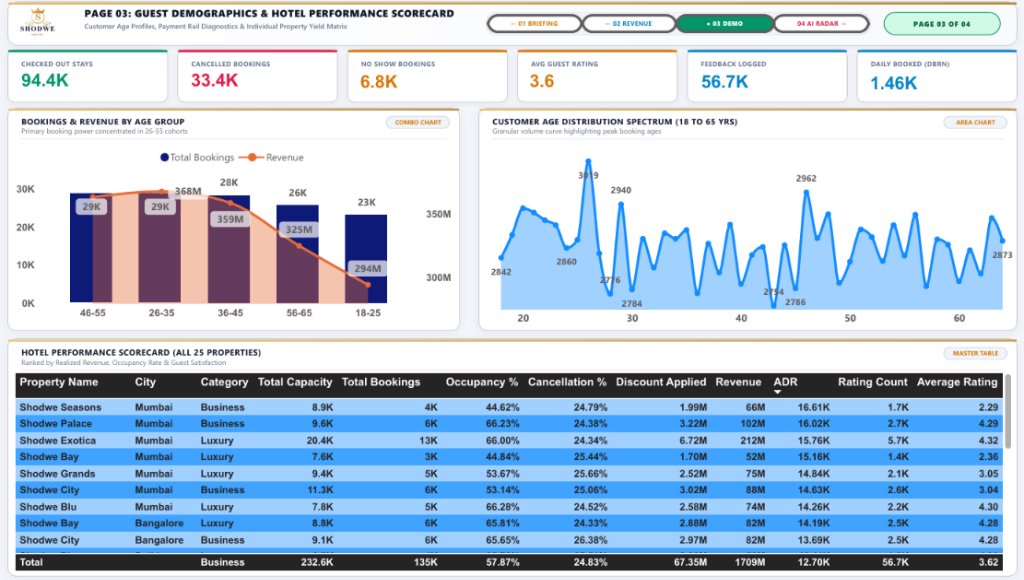 SHODWE
PAGE 03: GUEST DEMOGRAPHICS & HOTEL PERFORMANCE SCORECARD
Customer Age Profiles, Payment Rail Diagnostics & Individual Property Yield Matrix
← 01 BRIEFING
← 02 REVENUE
● 03 DEMO
04 AI RADAR →
PAGE 03 OF 04
CHECKED OUT STAYS
94.4K
CANCELLED BOOKINGS
33.4K
NO SHOW BOOKINGS
6.8K
AVG GUEST RATING
3.6
FEEDBACK LOGGED
56.7K
DAILY BOOKED (DBRN)
1.46K
BOOKINGS & REVENUE BY AGE GROUP
Primary booking power concentrated in 26-55 cohorts
COMBO CHART
Total Bookings Revenue
30K
20K
10K
0K
29K
29K
368M
28K
359M
26K
325M
23K
294M
350M
300M
46-55 26-35 36-45 56-65 18-25
CUSTOMER AGE DISTRIBUTION SPECTRUM (18 TO 65 YRS)
Granular volume curve highlighting peak booking ages
AREA CHART
2842
2860
3019
2776
2940
2784
2754
2786
2962
2873
20 30 40 50 60
HOTEL PERFORMANCE SCORECARD (ALL 25 PROPERTIES)
Ranked by Realized Revenue, Occupancy Rate & Guest Satisfaction
MASTER TABLE
Property Name City Category Total Capacity Total Bookings Occupancy % Cancellation % Discount Applied Revenue ADR Rating Count Average Rating
Shodwe Seasons Mumbai Business 8.9K 4K 44.62% 24.79% 1.99M 66M 16.61K 1.7K 2.29
Shodwe Palace Mumbai Business 9.6K 6K 66.23% 24.38% 3.22M 102M 16.02K 2.7K 4.29
Shodwe Exotica Mumbai Luxury 20.4K 13K 66.00% 24.34% 6.72M 212M 15.76K 5.7K 4.32
Shodwe Bay Mumbai Luxury 7.6K 3K 44.84% 25.44% 1.70M 52M 15.16K 1.4K 2.36
Shodwe Grands Mumbai Luxury 9.4K 5K 53.67% 25.66% 2.52M 75M 14.84K 2.1K 3.05
Shodwe City Mumbai Business 11.3K 6K 53.14% 25.06% 3.02M 88M 14.63K 2.6K 3.04
Shodwe Blu Mumbai Luxury 7.8K 5K 66.28% 24.52% 2.58M 74M 14.26K 2.2K 4.30
Shodwe Bay Bangalore Luxury 8.8K 6K 65.81% 24.33% 2.88M 82M 14.19K 2.5K 4.28
Shodwe City Bangalore Business 9.1K 6K 65.65% 26.38% 2.97M 82M 13.69K 2.5K 4.28
Total Business 232.6K 135K 57.87% 24.83% 67.35M 1709M 12.70K 56.7K 3.62